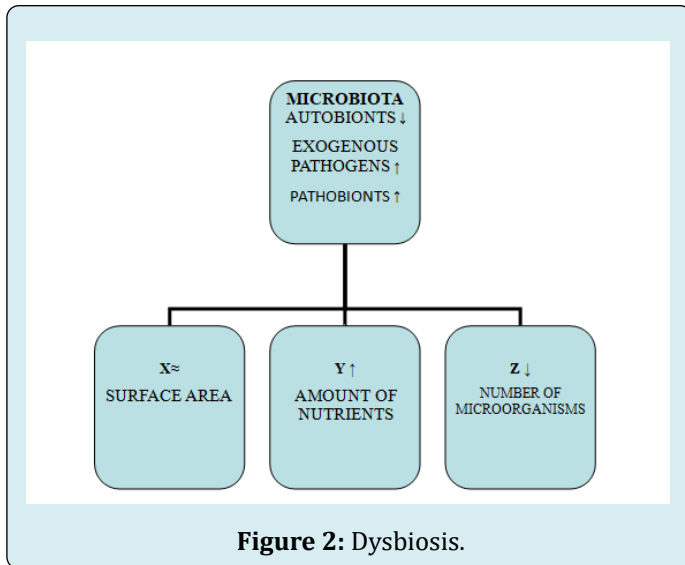 MICROBIOTA
AUTOBIONTS ↓
EXOGENOUS
PATHOGENS ↑
PATHOBIONTS ↑
X≈
SURFACE AREA
Y ↑
AMOUNT OF
NUTRIENTS
Z ↓
NUMBER OF
MICROORGANISMS
Figure 2: Dysbiosis.